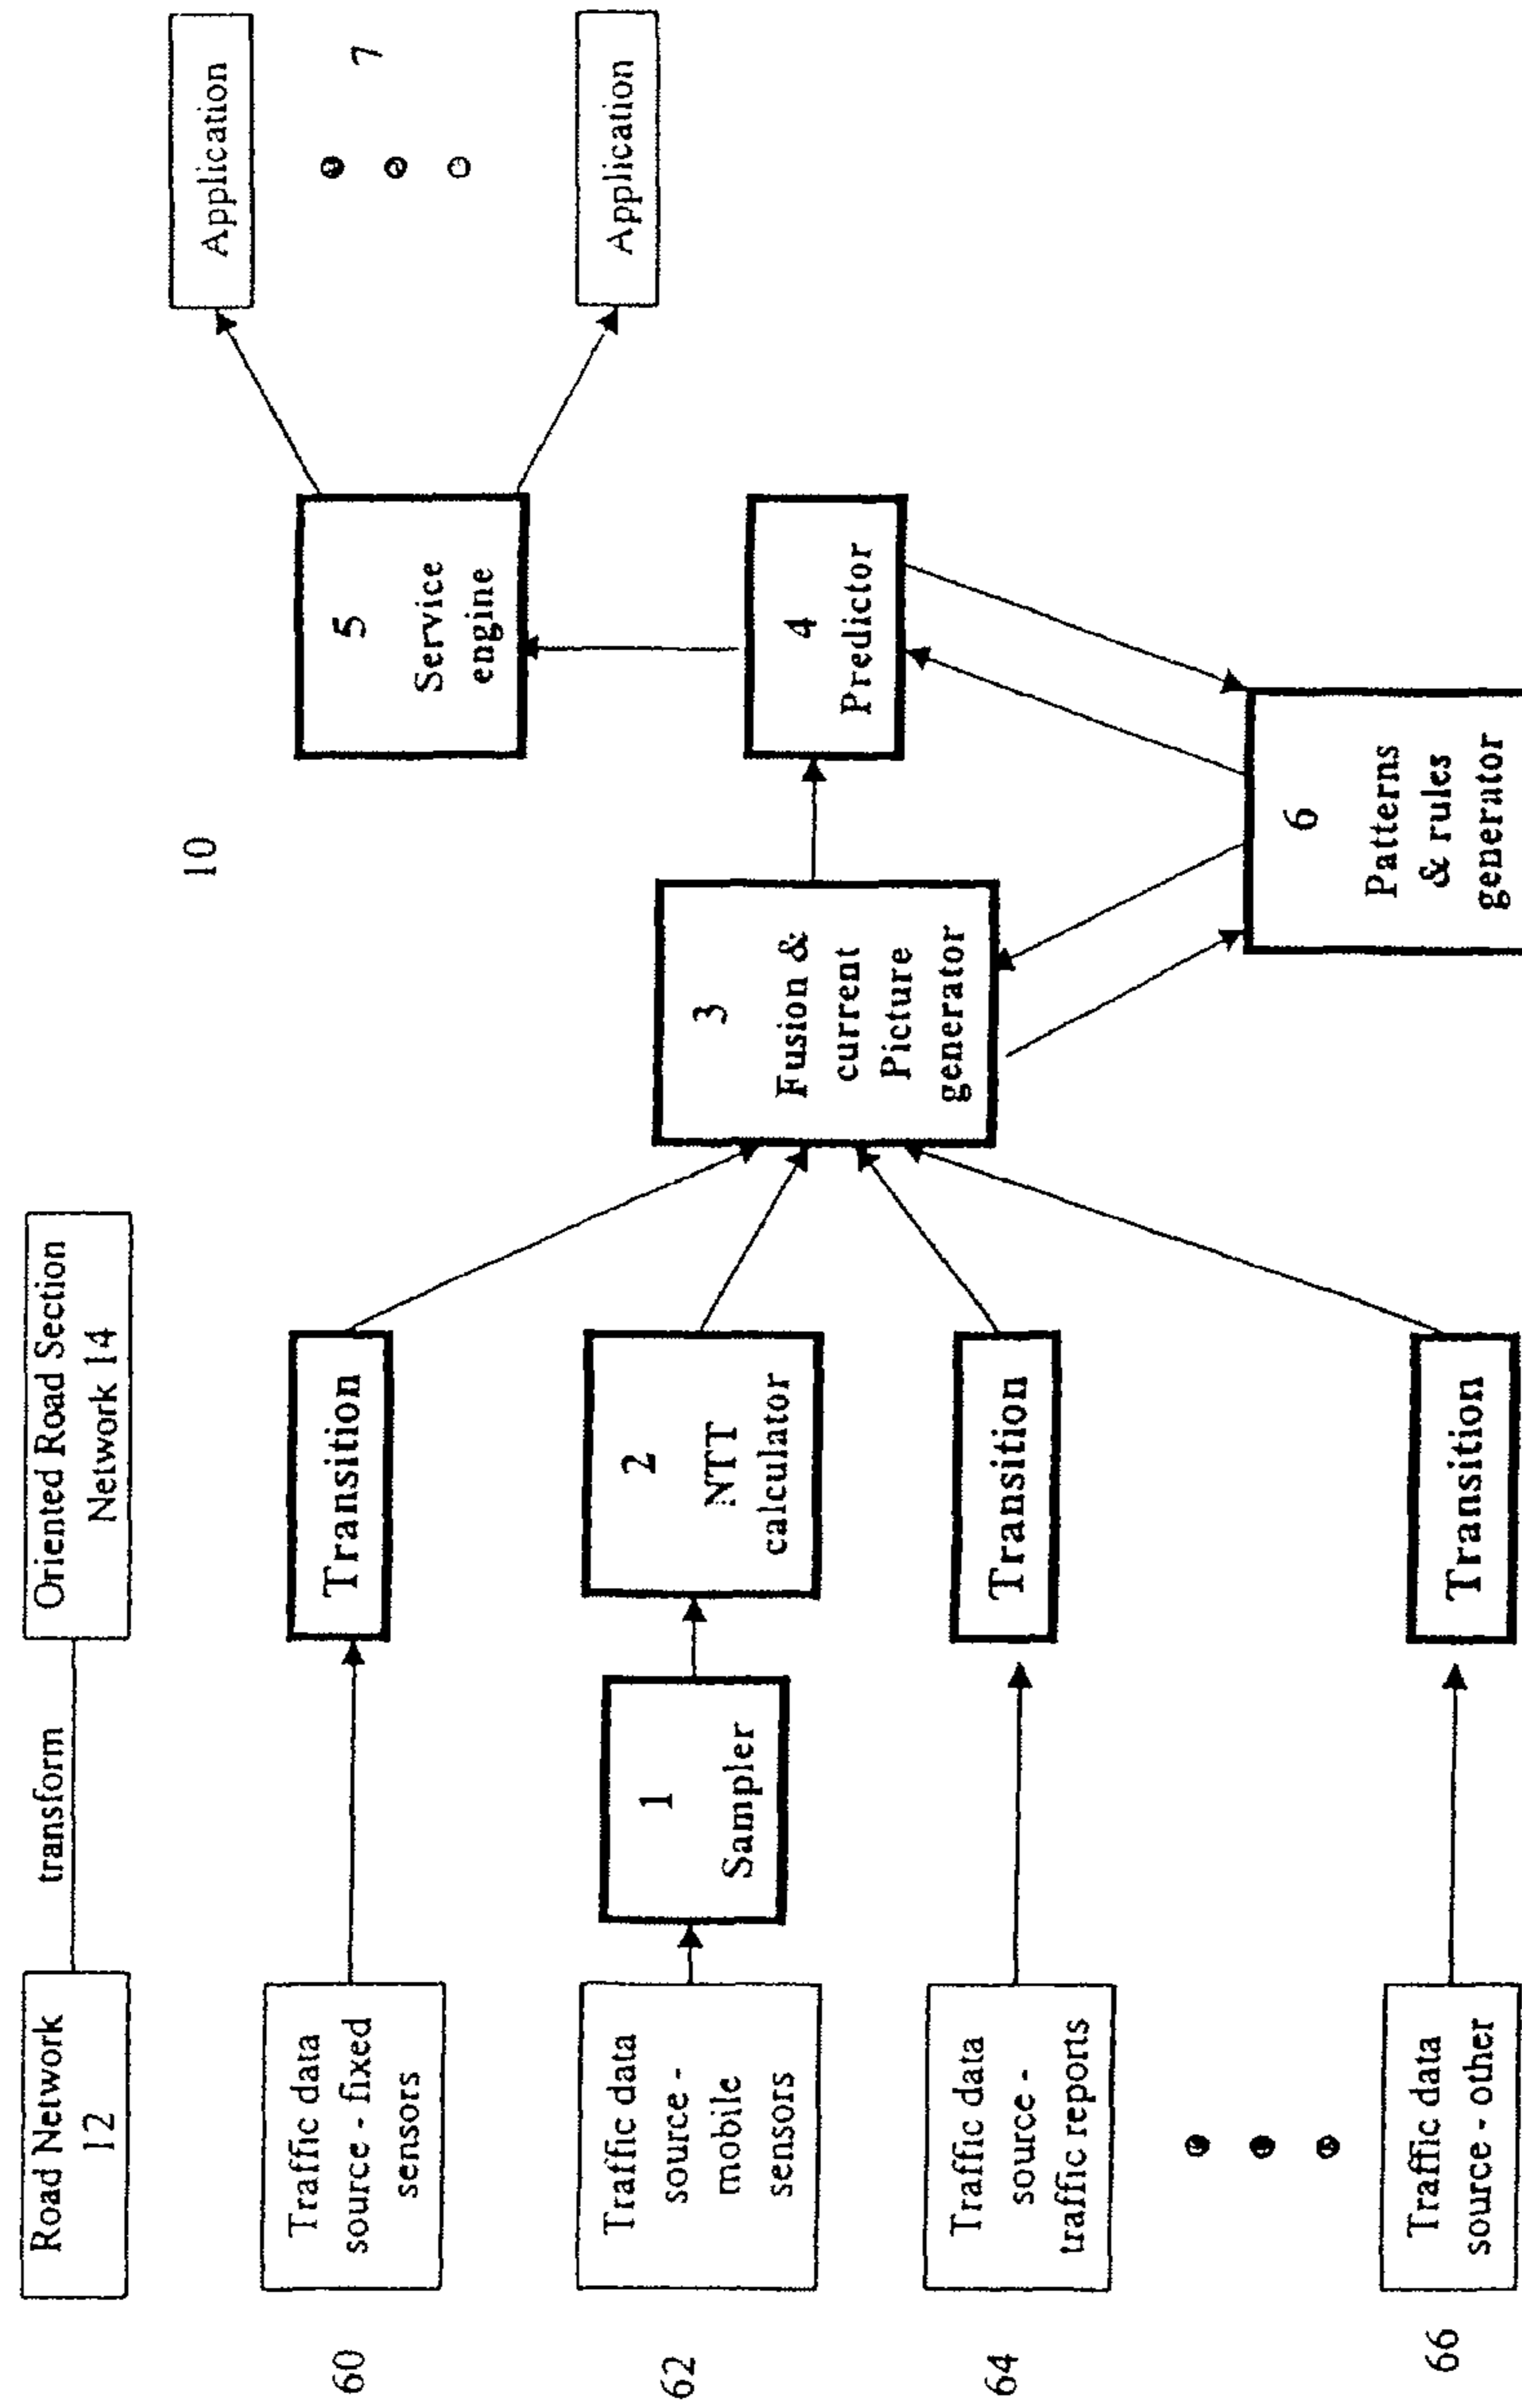 Road Network
12
transform
Oriented Road Section
Network 14
10
60
Traffic data
source - fixed
sensors
Transition
62
Traffic data
source -
mobile
sensors
1
Sampler
2
NTT
calculator
64
Traffic data
source -
traffic reports
Transition
66
Traffic data
source - other
Transition
3
Fusion &
current
Picture
generator
4
Predictor
5
Service
engine
6
Patterns
& rules
generator
Application
7
Application